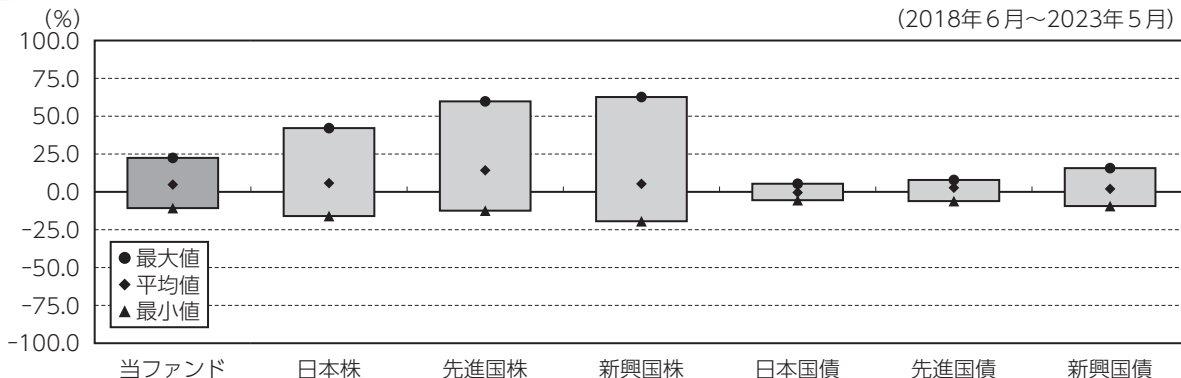 (%)
(2018年6月～2023年5月)
100.0
75.0
50.0
25.0
0.0
-25.0
-50.0
-75.0
-100.0
●最大値
◆平均値
▲最小値
当ファンド 日本株 先進国株 新興国株 日本国債 先進国債 新興国債